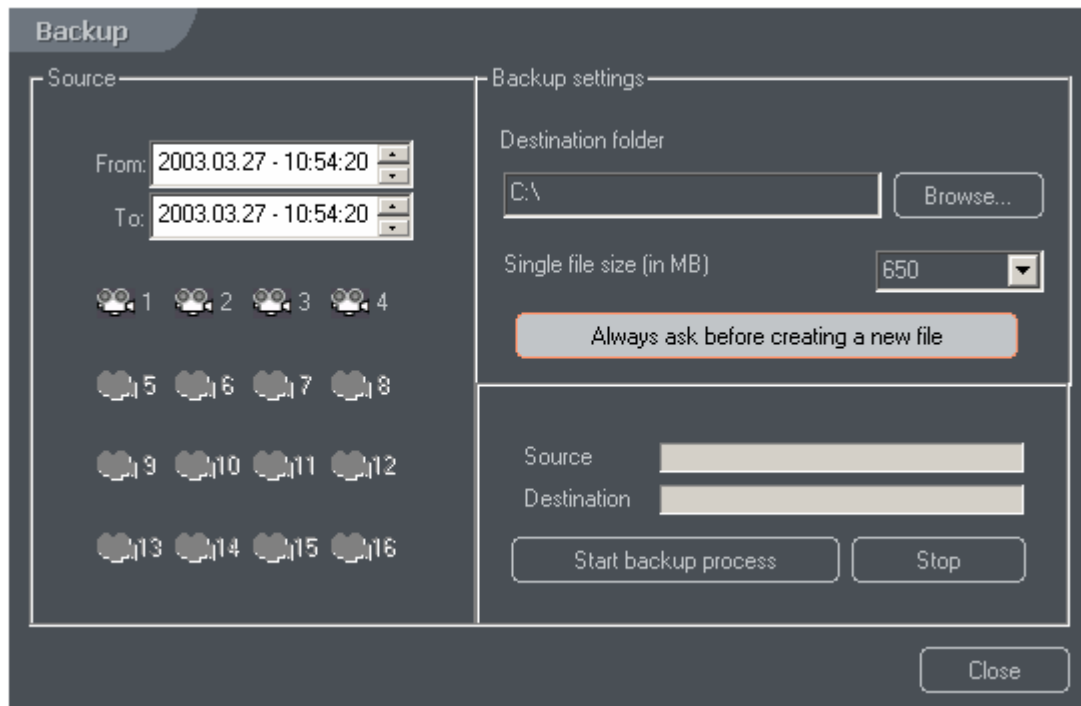 Backup
Source
From: 2003.03.27 - 10:54:20
To: 2003.03.27 - 10:54:20
1 2 3 4
5 6 7 8
9 10 11 12
13 14 15 16
Backup settings
Destination folder
C:\ Browse...
Single file size (in MB) 650
Always ask before creating a new file
Source
Destination
Start backup process Stop
Close